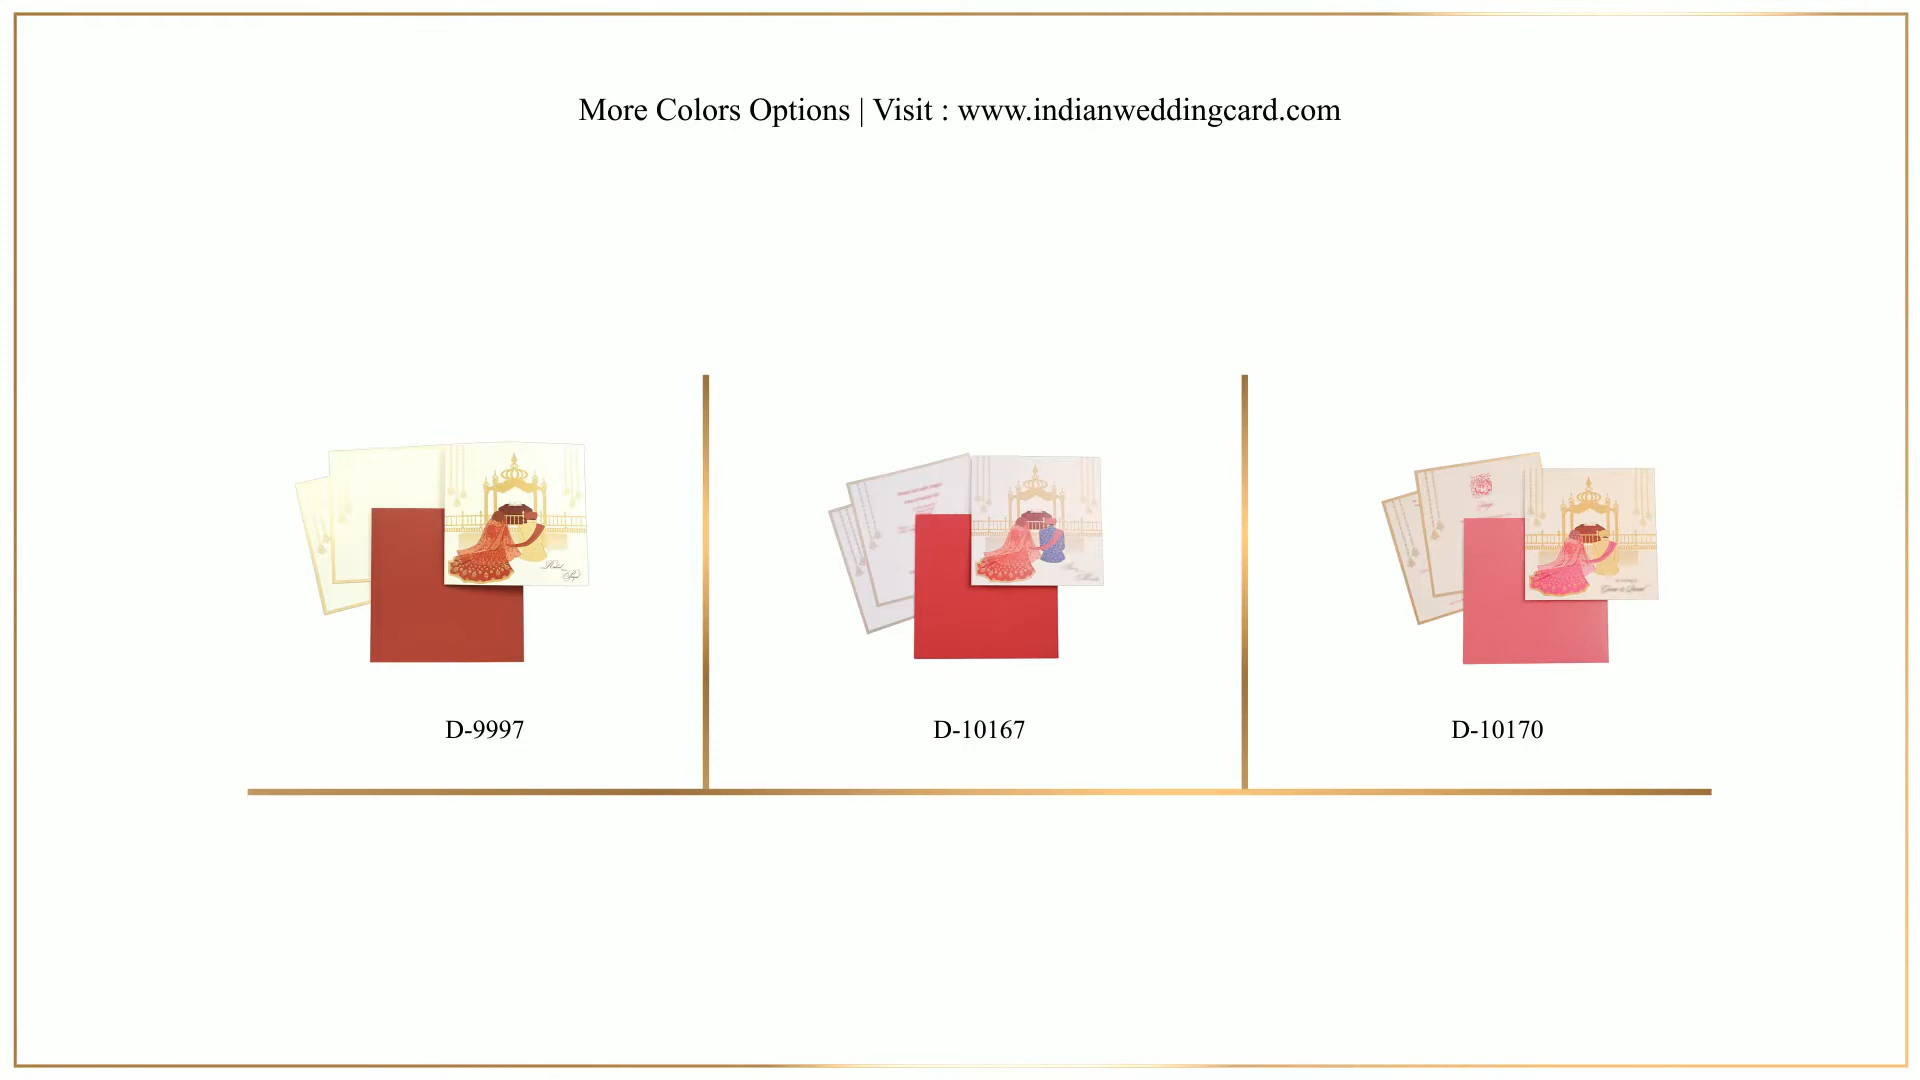 More Colors Options | Visit : www.indianweddingcard.com
D-9997
D-10167
D-10170